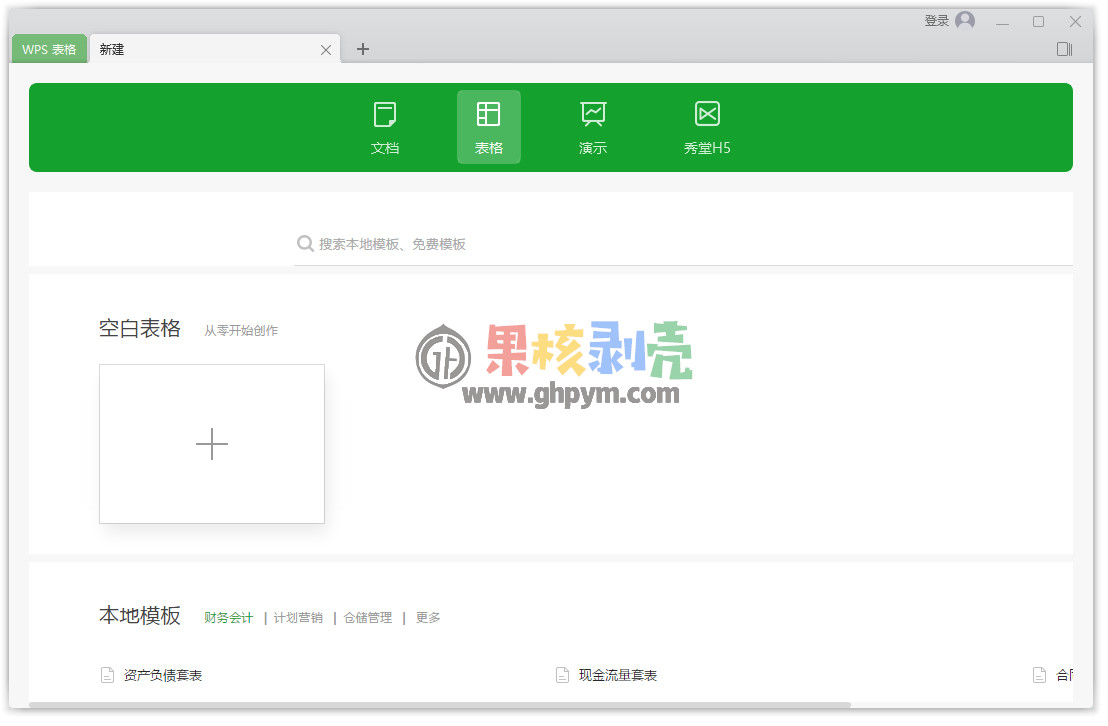 登录
WPS 表格 新建
文档 表格 演示 秀堂H5
搜索本地模板、免费模板
空白表格 从零开始创作
果核剥壳
www.ghpym.com
本地模板 财务会计 | 计划营销 | 仓储管理 | 更多
资产负债套表 现金流量套表 合